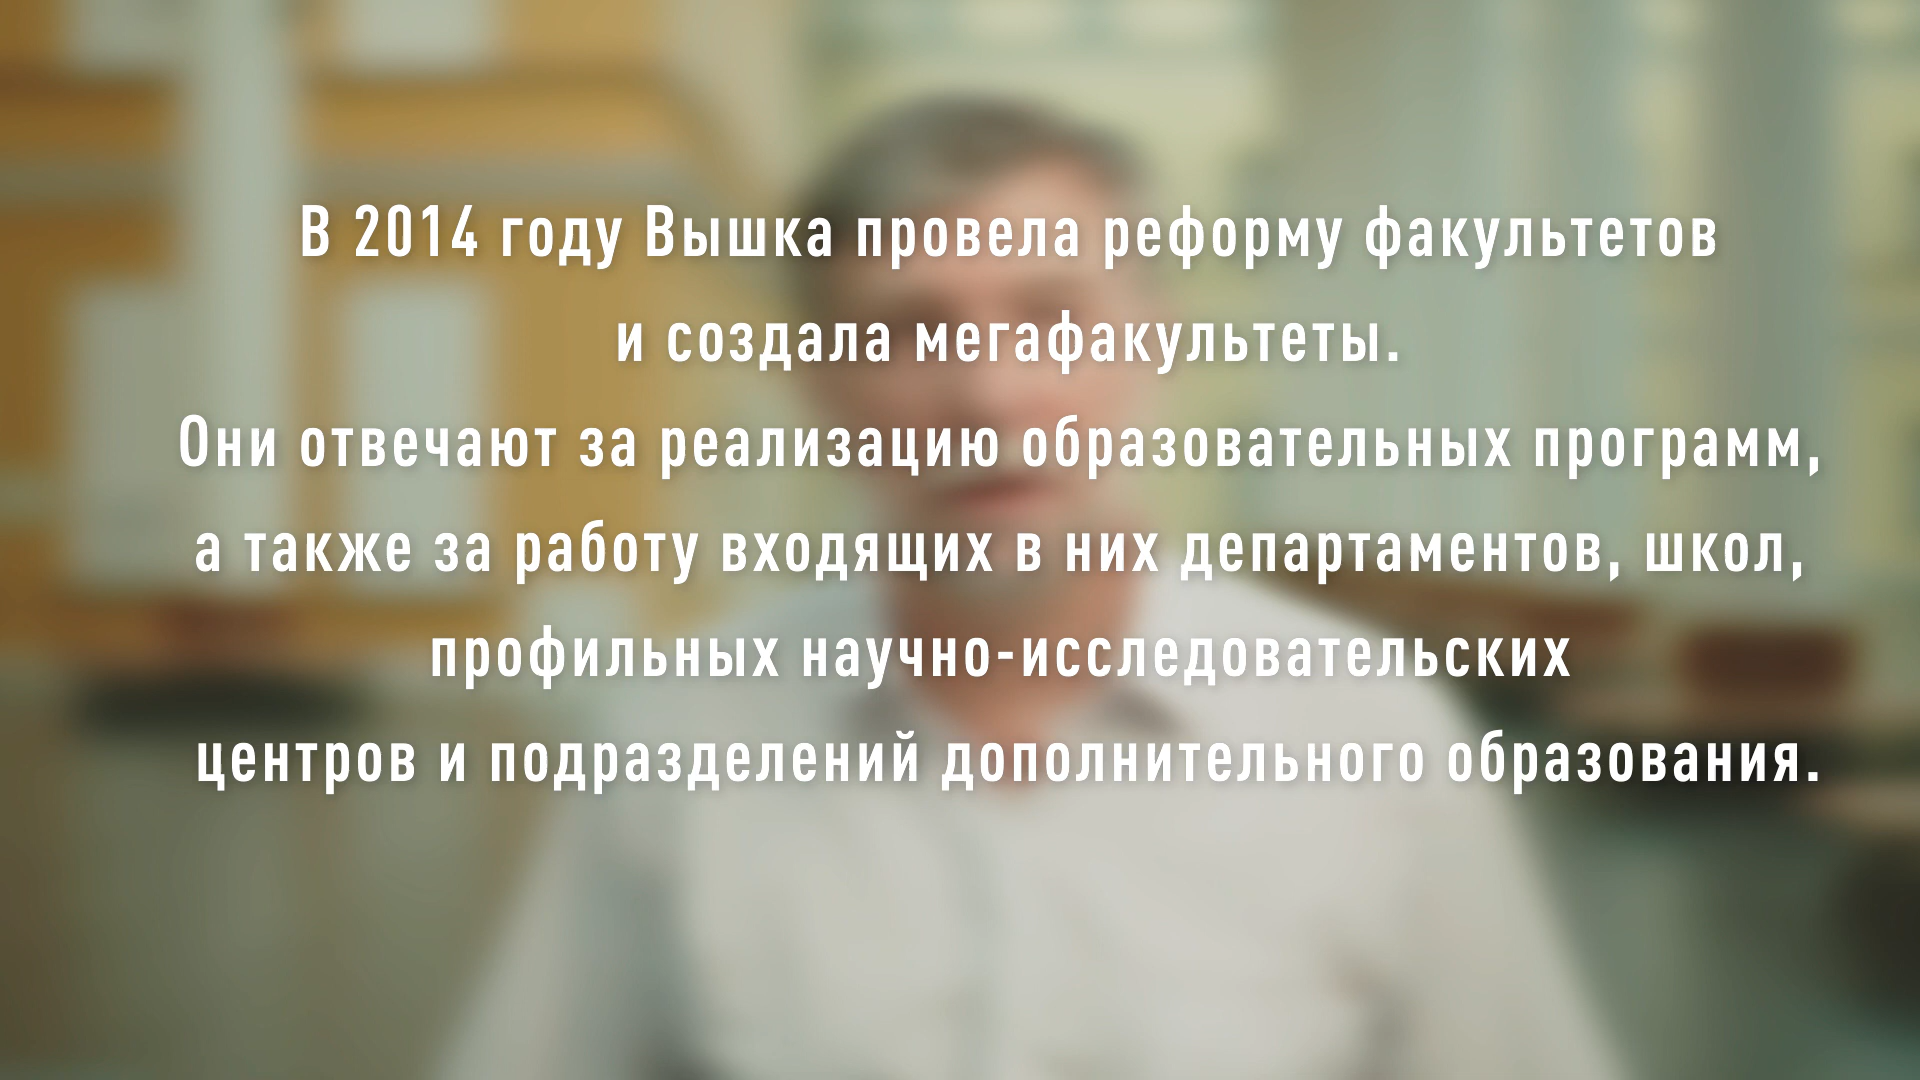 В 2014 году Вышка провела реформу факультетов
и создала мегафакультеты.
Они отвечают за реализацию образовательных программ,
а также за работу входящих в них департаментов, школ,
профильных научно-исследовательских
центров и подразделений дополнительного образования.